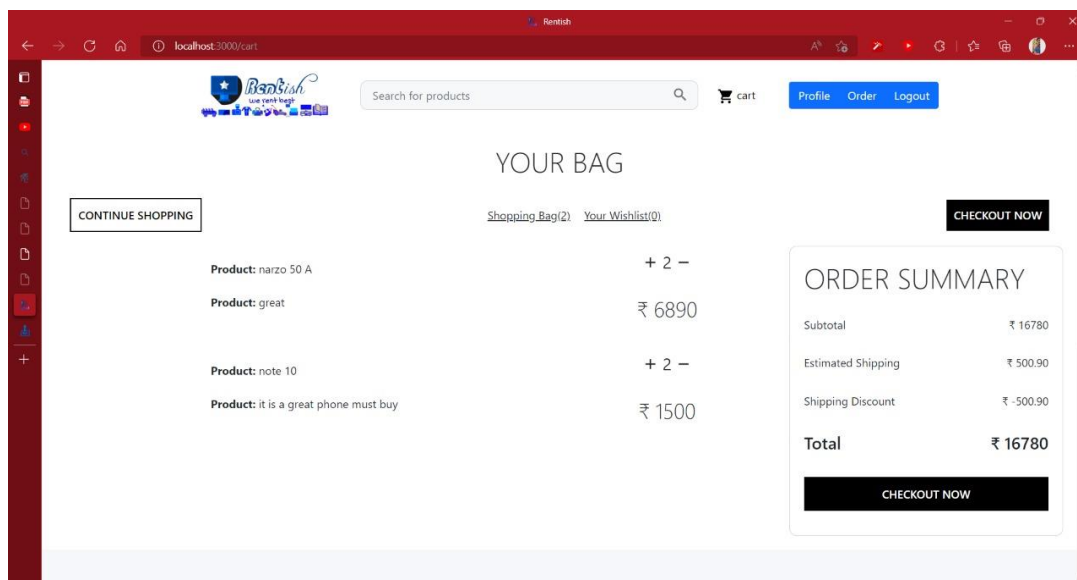 Rentish
localhost:3000/cart
Rentish
we rent best
Search for products
cart
Profile Order Logout
YOUR BAG
CONTINUE SHOPPING
Shopping Bag(2) Your Wishlist(0)
CHECKOUT NOW
Product: narzo 50 A
+ 2 −
Product: great
₹ 6890
Product: note 10
+ 2 −
Product: it is a great phone must buy
₹ 1500
ORDER SUMMARY
Subtotal ₹ 16780
Estimated Shipping ₹ 500.90
Shipping Discount ₹ -500.90
Total ₹ 16780
CHECKOUT NOW